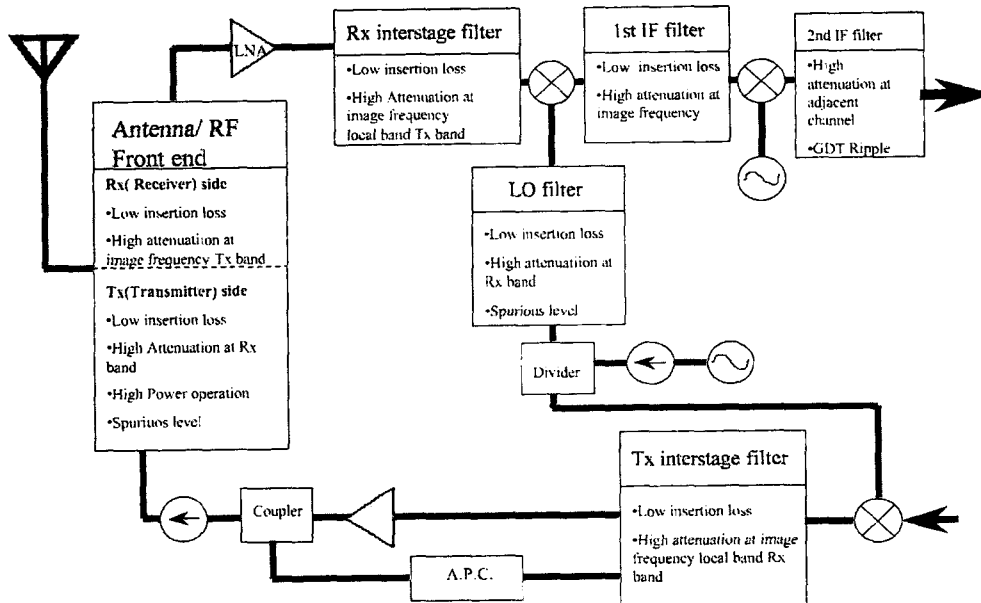 LNA
Rx interstage filter
•Low insertion loss
•High Attenuation at
image frequency
local band Tx band
1st IF filter
•Low insertion loss
•High attenuation at
image frequency
2nd IF filter
•High
attenuation at
adjacent
channel
•GDT Ripple
Antenna/ RF
Front end
Rx( Receiver) side
•Low insertion loss
•High attenuation at
image frequency Tx band
Tx(Transmitter) side
•Low insertion loss
•High Attenuation at Rx
band
•High Power operation
•Spuriuos level
LO filter
•Low insertion loss
•High attenuation at
Rx band
•Spurious level
Divider
Tx interstage filter
•Low insertion loss
•High attenuation at image
frequency local band Rx
band
Coupler
A.P.C.